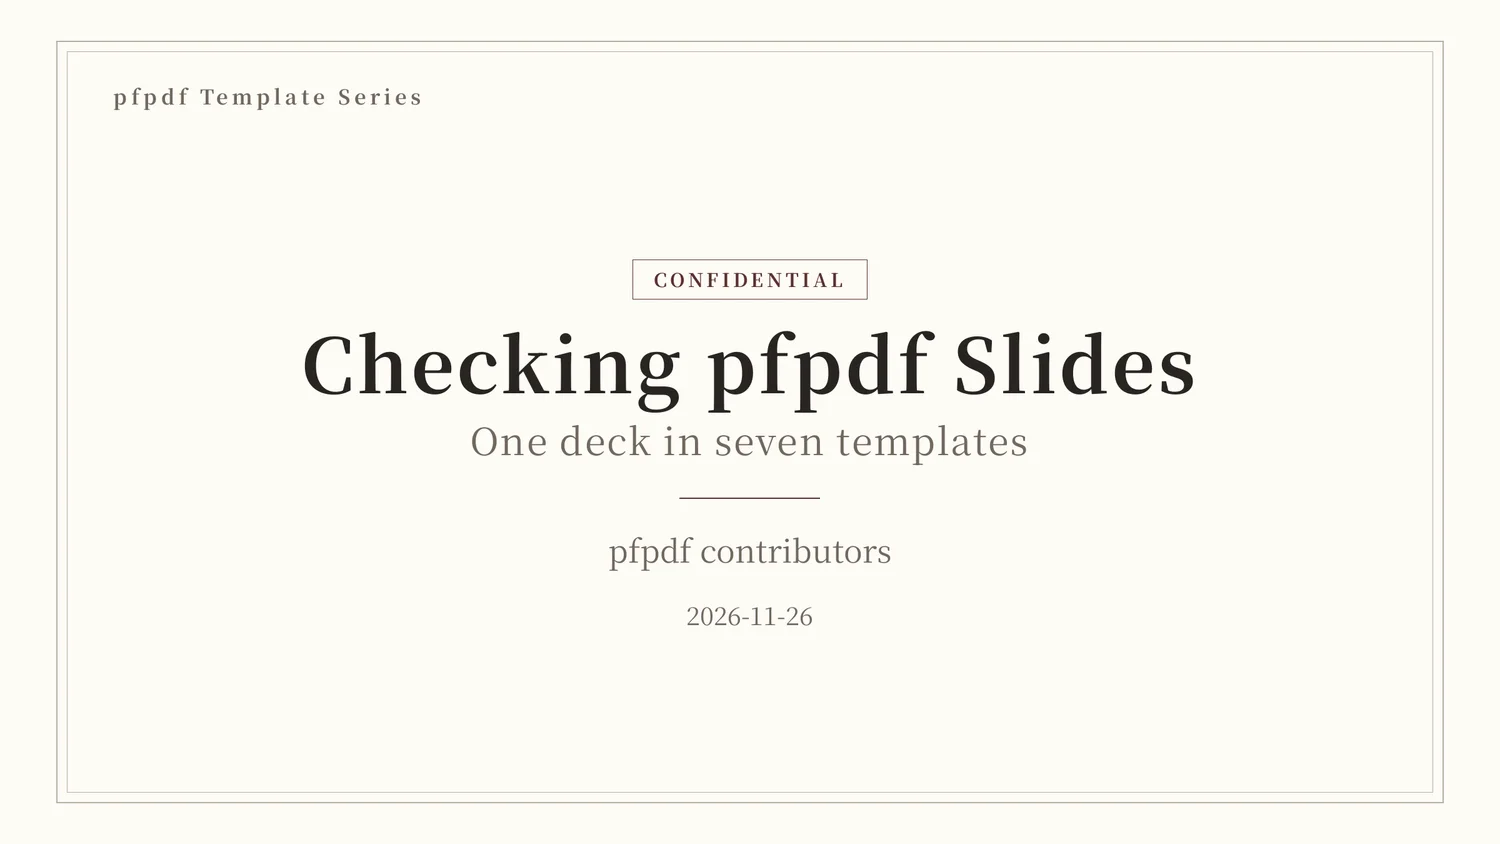 pfpdf Template Series
CONFIDENTIAL
Checking pfpdf Slides
One deck in seven templates
pfpdf contributors
2026-11-26